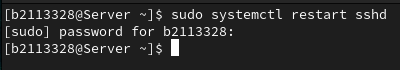 [b2113328@Server ~]$ sudo systemctl restart sshd
[sudo] password for b2113328:
[b2113328@Server ~]$